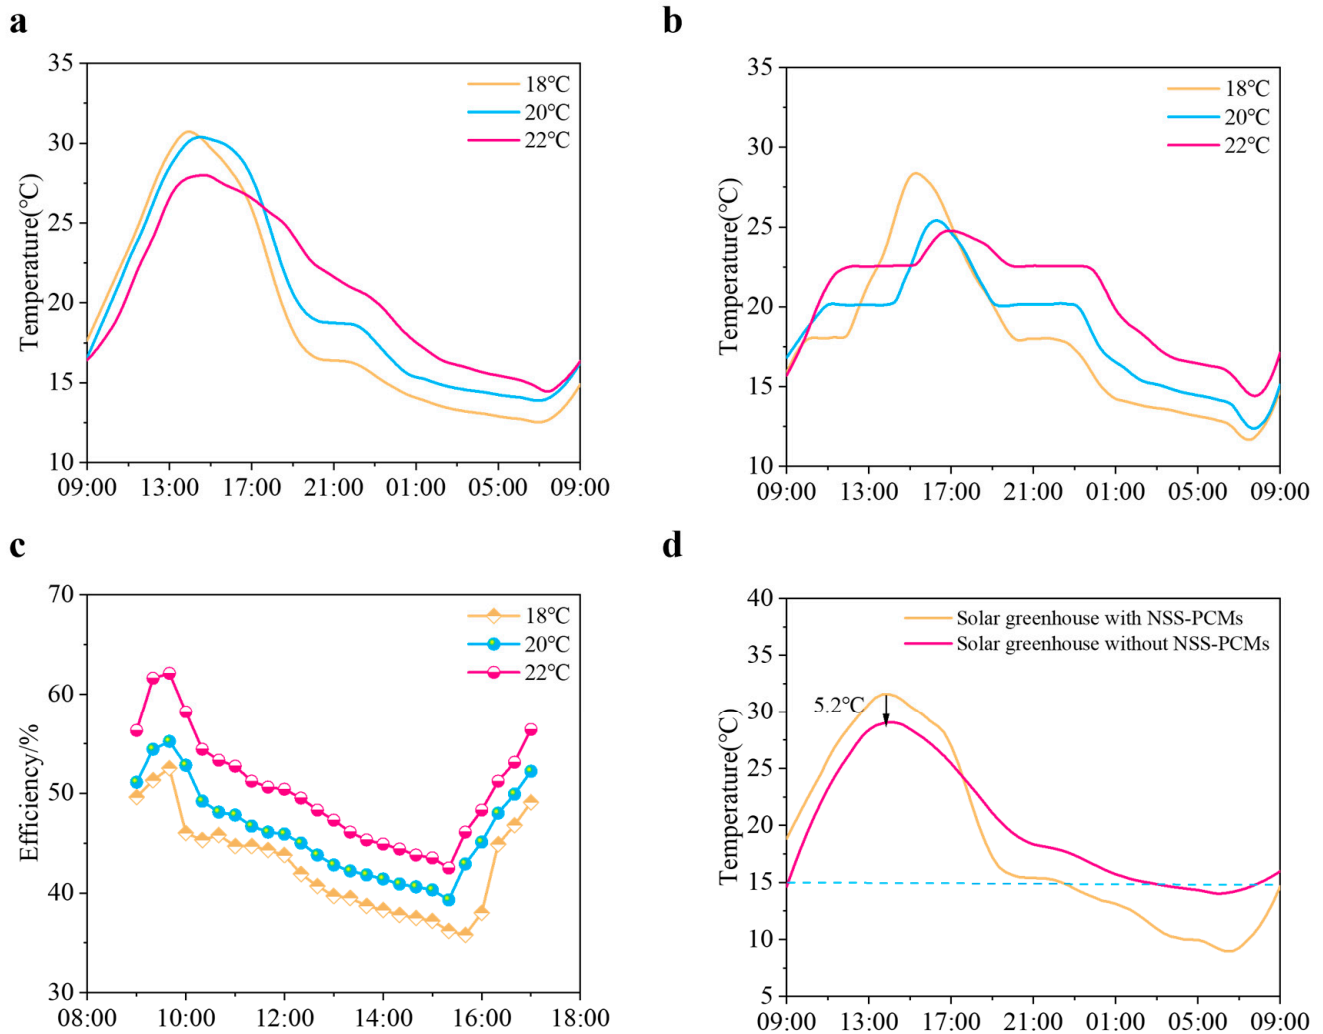 a
35
30
25
20
15
10
Temperature(℃)
18℃
20℃
22℃
09:00 13:00 17:00 21:00 01:00 05:00 09:00
b
35
30
25
20
15
10
Temperature(℃)
18℃
20℃
22℃
09:00 13:00 17:00 21:00 01:00 05:00 09:00
c
70
60
50
40
30
Efficiency/%
18℃
20℃
22℃
08:00 10:00 12:00 14:00 16:00 18:00
d
40
35
30
25
20
15
10
5
Temperature(℃)
Solar greenhouse with NSS-PCMs
Solar greenhouse without NSS-PCMs
5.2℃
09:00 13:00 17:00 21:00 01:00 05:00 09:00